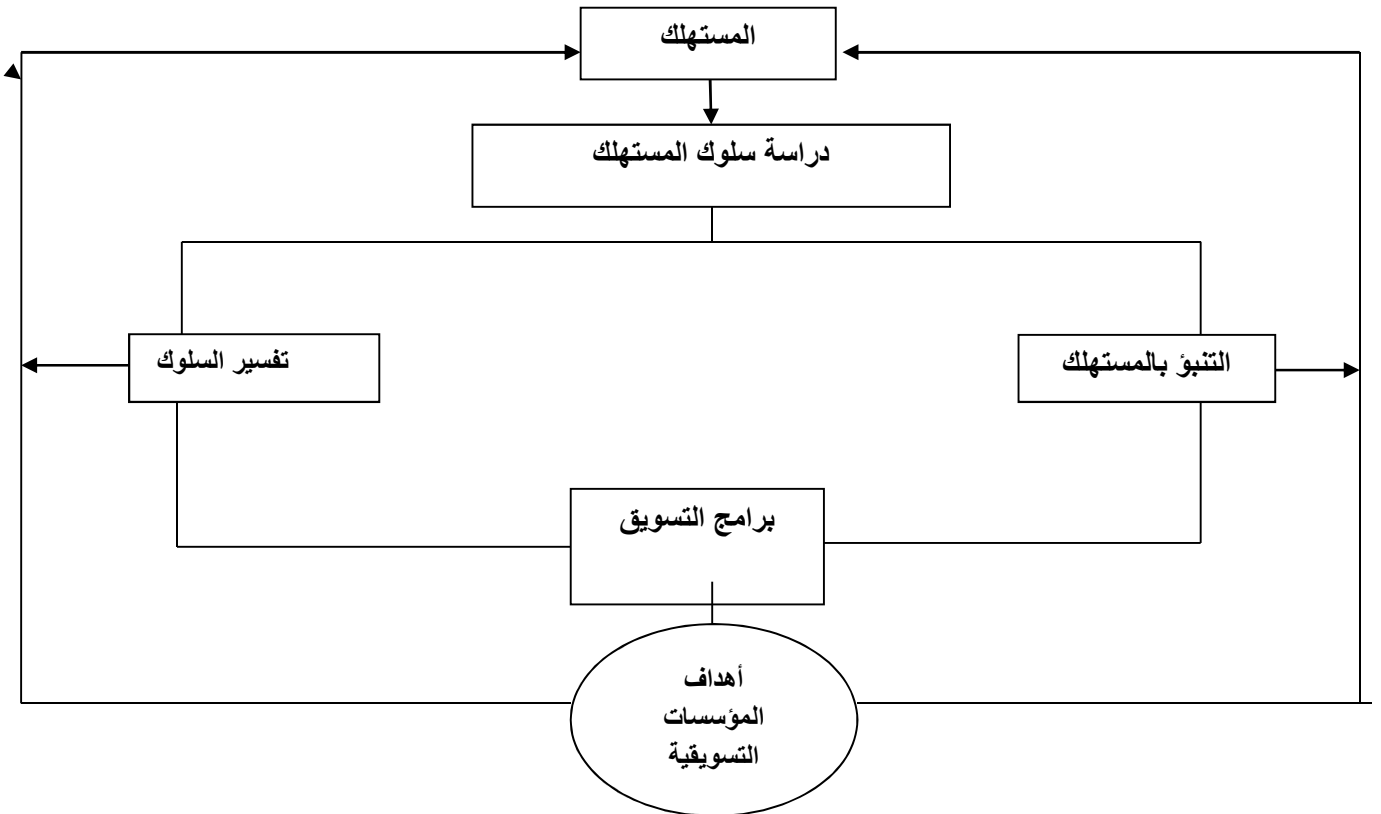 المستهلك
دراسة سلوك المستهلك
التنبؤ بالمستهلك
تفسير السلوك
برامج التسويق
أهداف
المؤسسات
التسويقية